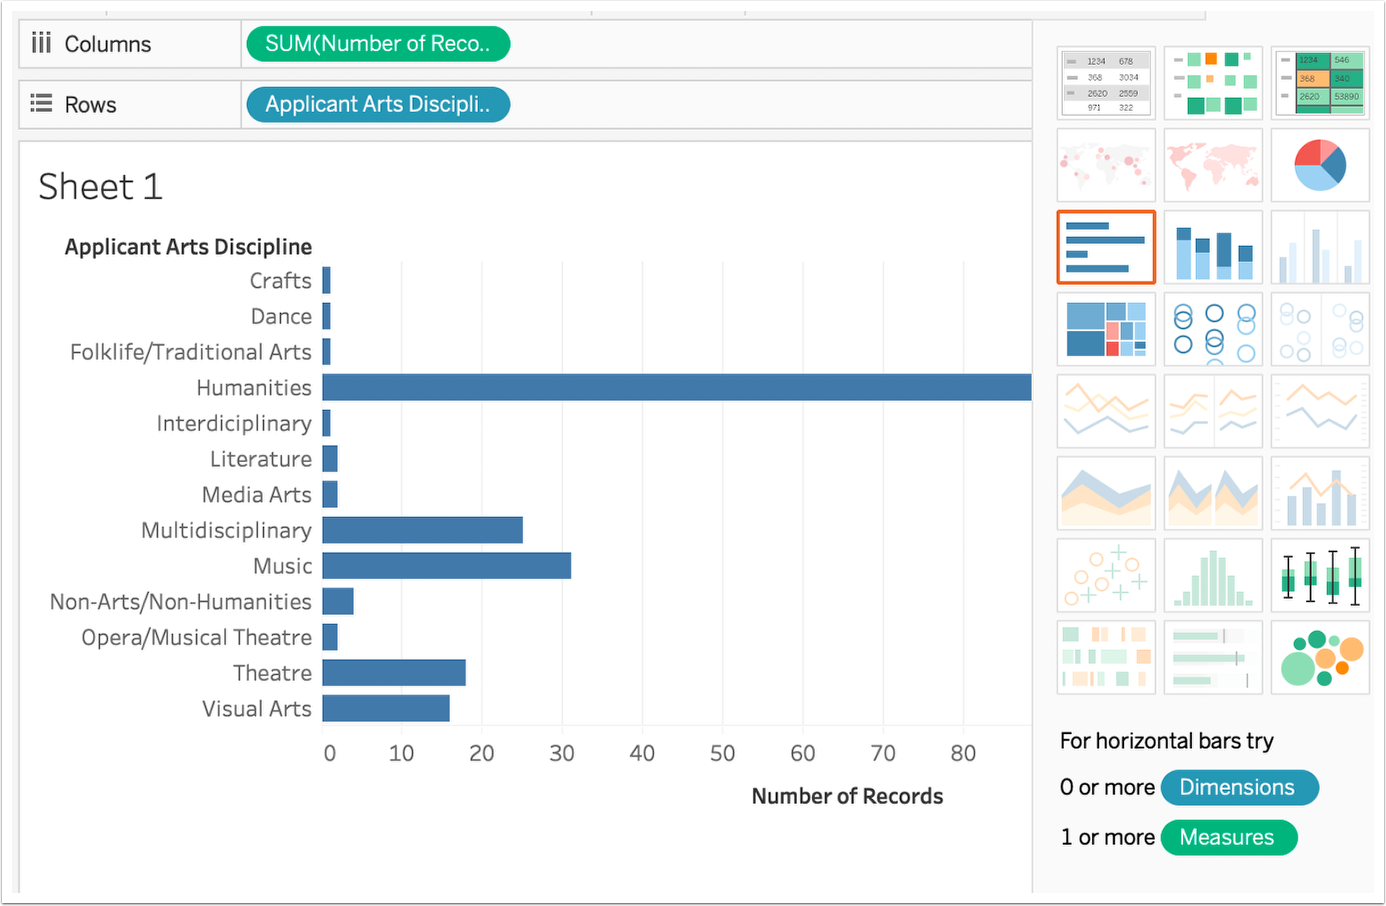 Columns
SUM(Number of Reco..
Rows
Applicant Arts Discipli..
Sheet 1
Applicant Arts Discipline
Crafts
Dance
Folklife/Traditional Arts
Humanities
Interdiciplinary
Literature
Media Arts
Multidisciplinary
Music
Non-Arts/Non-Humanities
Opera/Musical Theatre
Theatre
Visual Arts
0 10 20 30 40 50 60 70 80
Number of Records
1234 678
368 3034
2620 2559
971 322
1234 546
368 340
2620 53890
For horizontal bars try
0 or more Dimensions
1 or more Measures